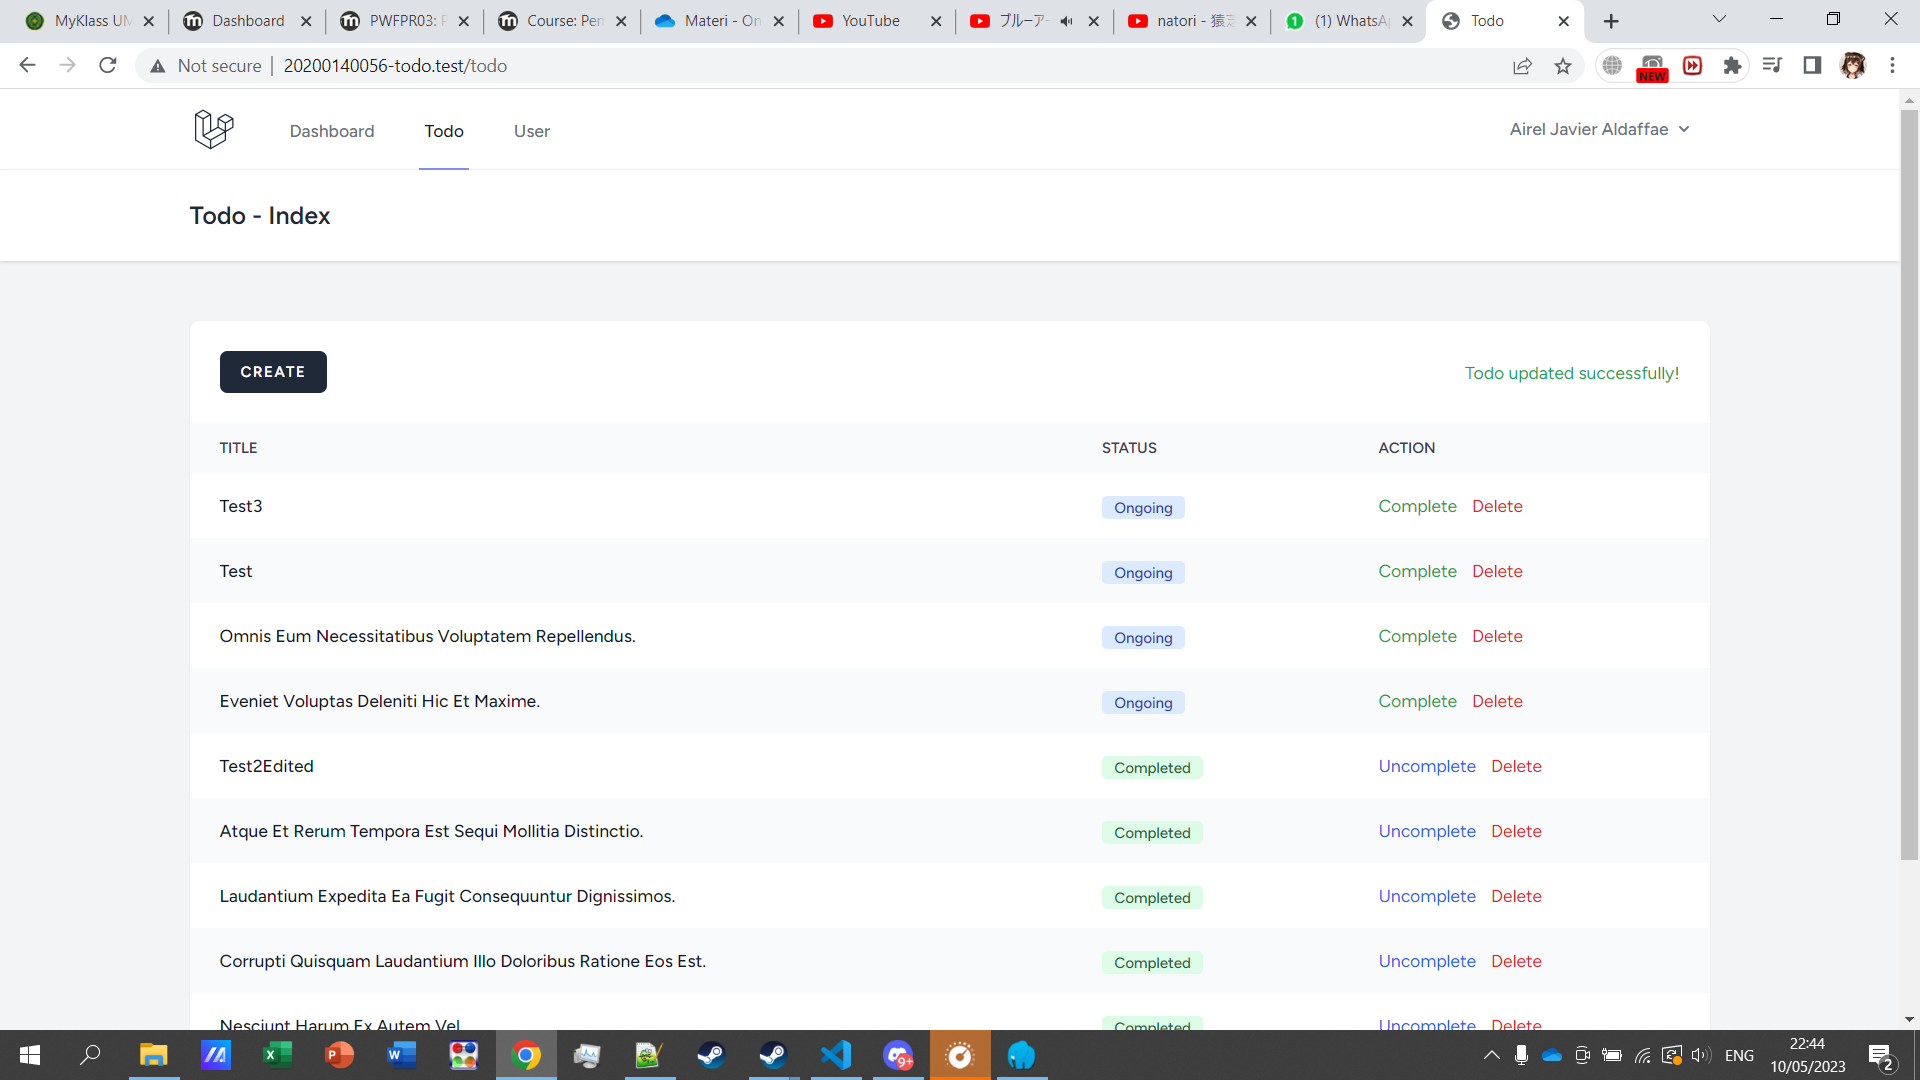 MyKlass UM
Dashboard
PWFPR03: P
Course: Pem
Materi - On
YouTube
ブルーアー
natori - 猿芝
(1) WhatsAp
Todo
Not secure | 20200140056-todo.test/todo
NEW
Dashboard
Todo
User
Airel Javier Aldaffae
Todo - Index
CREATE
Todo updated successfully!
TITLE STATUS ACTION
Test3 Ongoing Complete Delete
Test Ongoing Complete Delete
Omnis Eum Necessitatibus Voluptatem Repellendus. Ongoing Complete Delete
Eveniet Voluptas Deleniti Hic Et Maxime. Ongoing Complete Delete
Test2Edited Completed Uncomplete Delete
Atque Et Rerum Tempora Est Sequi Mollitia Distinctio. Completed Uncomplete Delete
Laudantium Expedita Ea Fugit Consequuntur Dignissimos. Completed Uncomplete Delete
Corrupti Quisquam Laudantium Illo Doloribus Ratione Eos Est. Completed Uncomplete Delete
Nesciunt Harum Ex Autem Vel Completed Uncomplete Delete
9+
ENG
22:44
10/05/2023
2